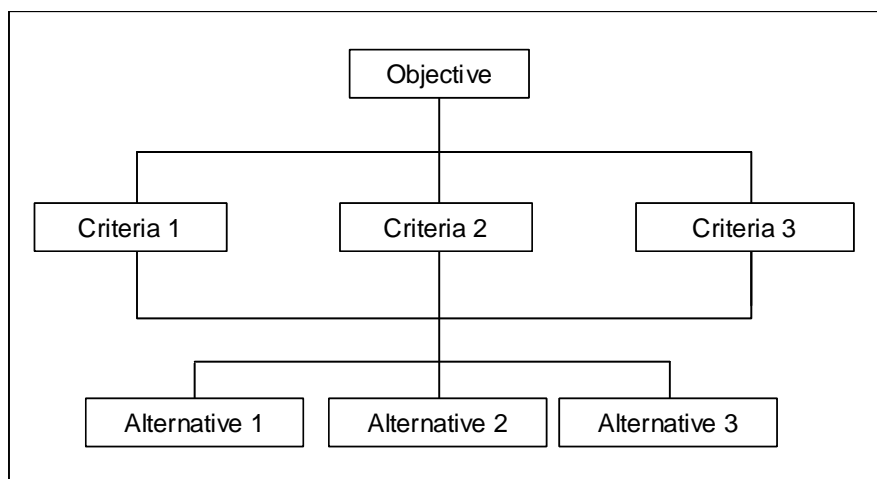 Objective
Criteria 1
Criteria 2
Criteria 3
Alternative 1
Alternative 2
Alternative 3